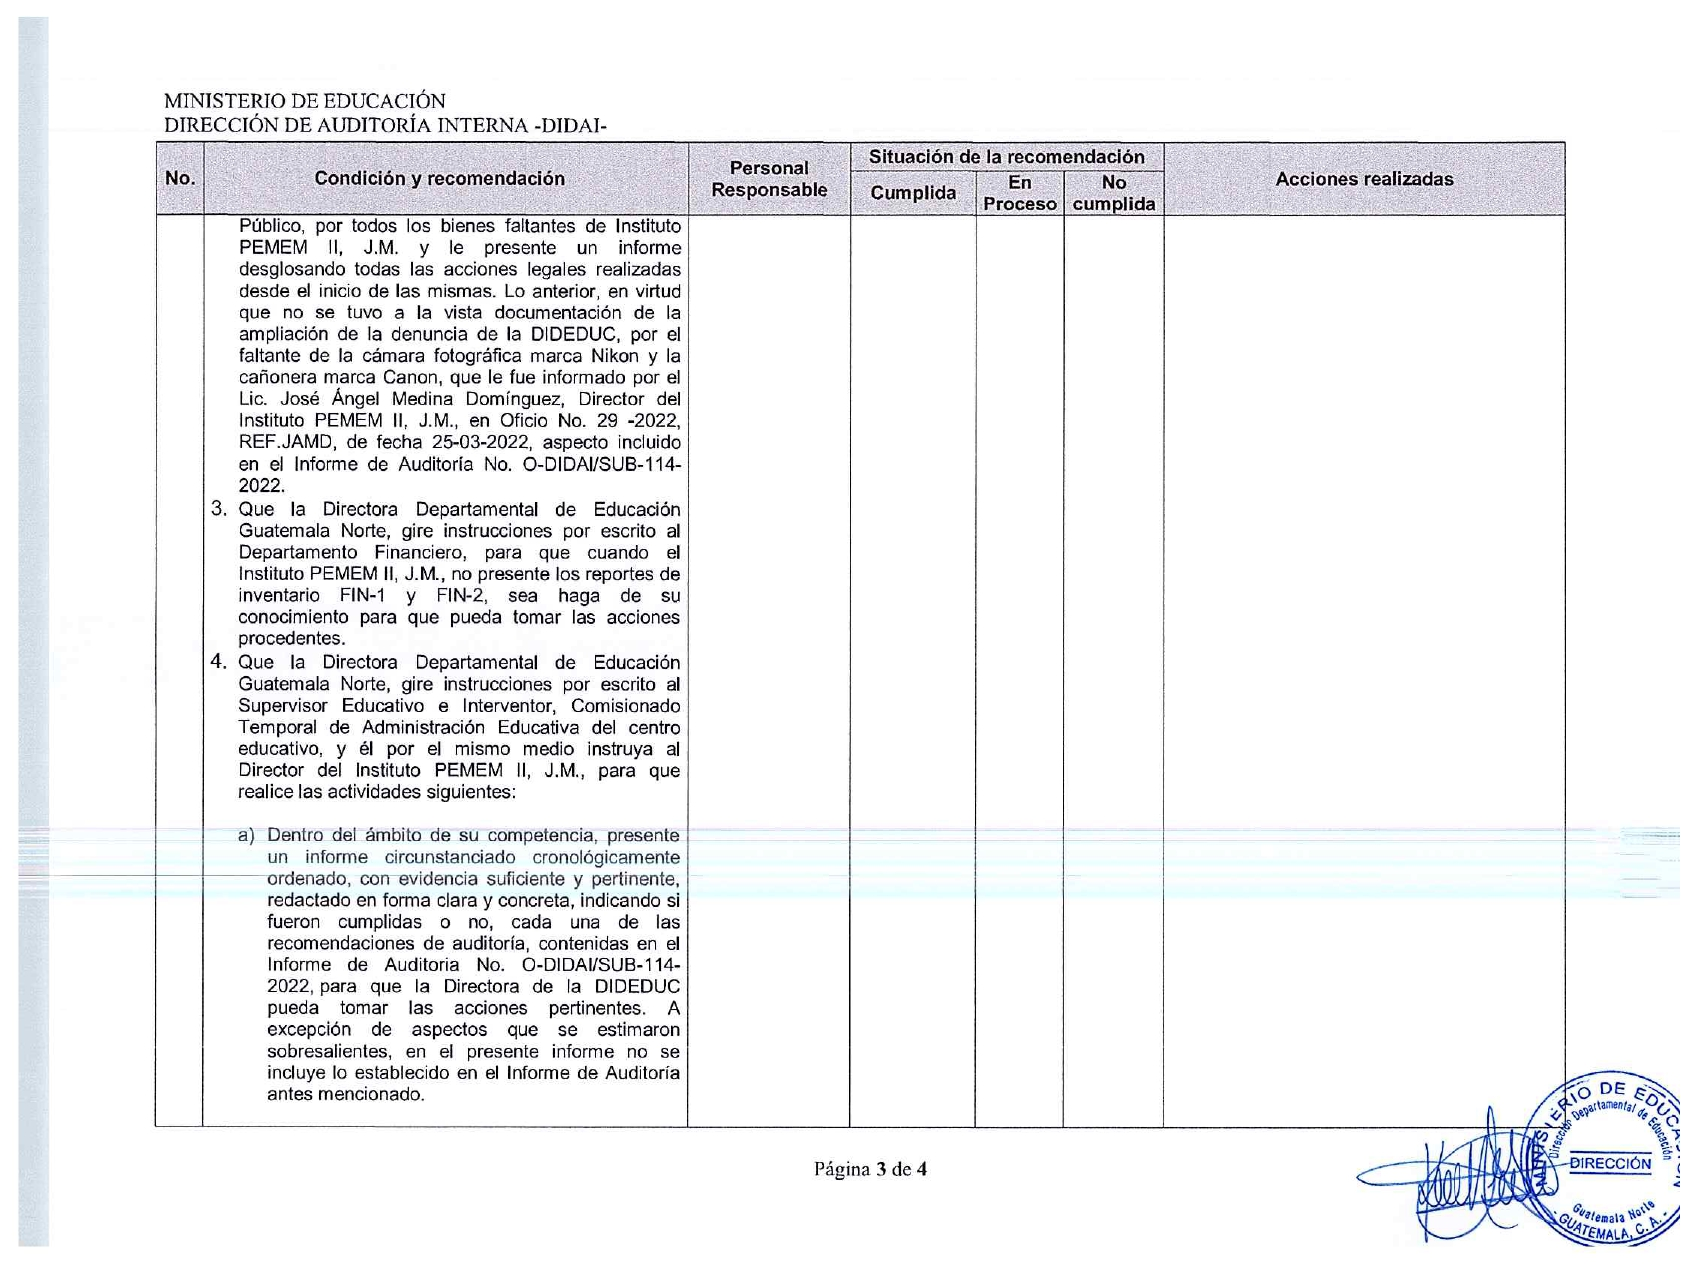 MINISTERIO DE EDUCACIÓN
DIRECCIÓN DE AUDITORÍA INTERNA -DIDAI-
No.
Condición y recomendación
Personal
Responsable
Situación de la recomendación
Cumplida
En
Proceso
No
cumplida
Acciones realizadas
Público, por todos los bienes faltantes de Instituto
PEMEM II, J.M. y le presente un informe
desglosando todas las acciones legales realizadas
desde el inicio de las mismas. Lo anterior, en virtud
que no se tuvo a la vista documentación de la
ampliación de la denuncia de la DIDEDUC, por el
faltante de la cámara fotográfica marca Nikon y la
cañonera marca Canon, que le fue informado por el
Lic. José Ángel Medina Domínguez, Director del
Instituto PEMEM II, J.M., en Oficio No. 29 -2022,
REF.JAMD, de fecha 25-03-2022, aspecto incluido
en el Informe de Auditoría No. O-DIDAI/SUB-114-
2022.
3. Que la Directora Departamental de Educación
Guatemala Norte, gire instrucciones por escrito al
Departamento Financiero, para que cuando el
Instituto PEMEM II, J.M., no presente los reportes de
inventario FIN-1 y FIN-2, sea haga de su
conocimiento para que pueda tomar las acciones
procedentes.
4. Que la Directora Departamental de Educación
Guatemala Norte, gire instrucciones por escrito al
Supervisor Educativo e Interventor, Comisionado
Temporal de Administración Educativa del centro
educativo, y él por el mismo medio instruya al
Director del Instituto PEMEM II, J.M., para que
realice las actividades siguientes:
a) Dentro del ámbito de su competencia, presente
un informe circunstanciado cronológicamente
ordenado, con evidencia suficiente y pertinente,
redactado en forma clara y concreta, indicando si
fueron cumplidas o no, cada una de las
recomendaciones de auditoría, contenidas en el
Informe de Auditoria No. O-DIDAI/SUB-114-
2022, para que la Directora de la DIDEDUC
pueda tomar las acciones pertinentes. A
excepción de aspectos que se estimaron
sobresalientes, en el presente informe no se
incluye lo establecido en el Informe de Auditoría
antes mencionado.
Página 3 de 4
MINISTERIO DE EDUCACIÓN
Dirección Departamental de Educación
DIRECCIÓN
Guatemala Norte
GUATEMALA, C. A.